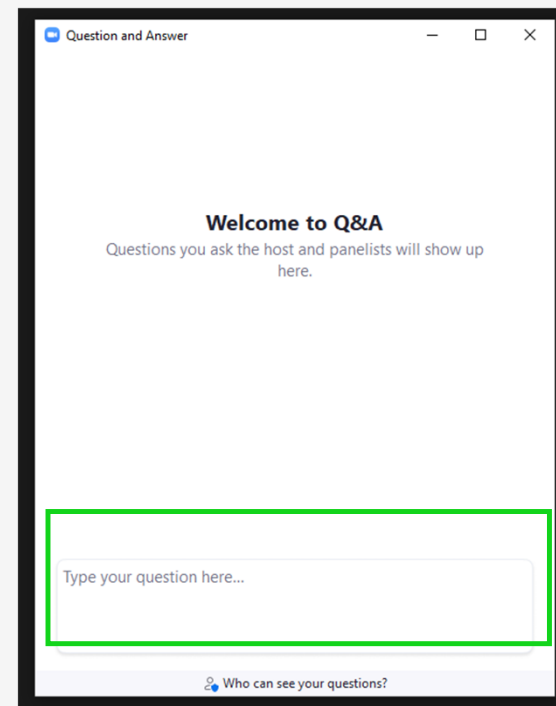 Question and Answer
Welcome to Q&A
Questions you ask the host and panelists will show up
here.
Type your question here...
Who can see your questions?